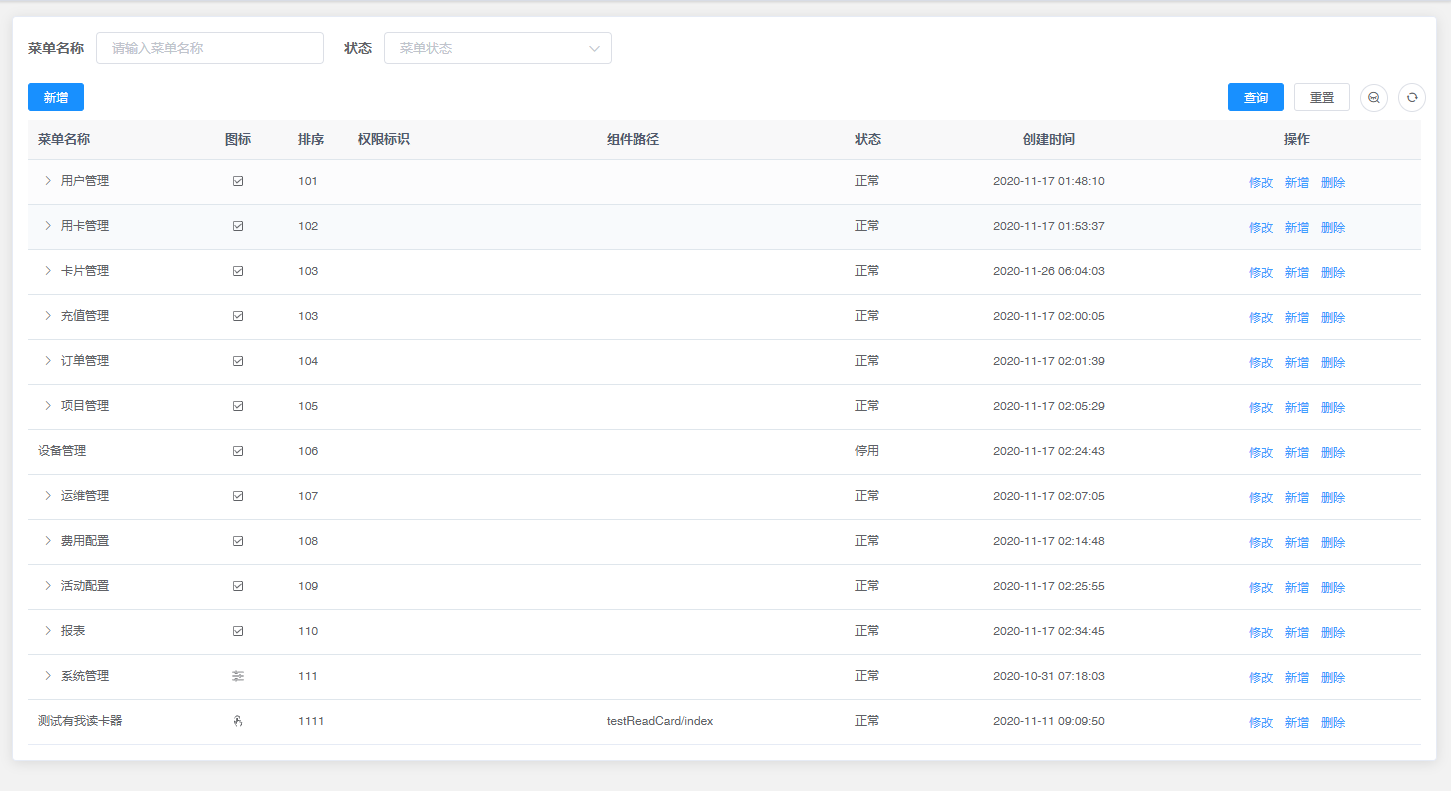 菜单名称 请输入菜单名称 状态 菜单状态
新增 查询 重置
菜单名称 图标 排序 权限标识 组件路径 状态 创建时间 操作
用户管理 101 正常 2020-11-17 01:48:10 修改 新增 删除
用卡管理 102 正常 2020-11-17 01:53:37 修改 新增 删除
卡片管理 103 正常 2020-11-26 06:04:03 修改 新增 删除
充值管理 103 正常 2020-11-17 02:00:05 修改 新增 删除
订单管理 104 正常 2020-11-17 02:01:39 修改 新增 删除
项目管理 105 正常 2020-11-17 02:05:29 修改 新增 删除
设备管理 106 停用 2020-11-17 02:24:43 修改 新增 删除
运维管理 107 正常 2020-11-17 02:07:05 修改 新增 删除
费用配置 108 正常 2020-11-17 02:14:48 修改 新增 删除
活动配置 109 正常 2020-11-17 02:25:55 修改 新增 删除
报表 110 正常 2020-11-17 02:34:45 修改 新增 删除
系统管理 111 正常 2020-10-31 07:18:03 修改 新增 删除
测试有我读卡器 1111 testReadCard/index 正常 2020-11-11 09:09:50 修改 新增 删除